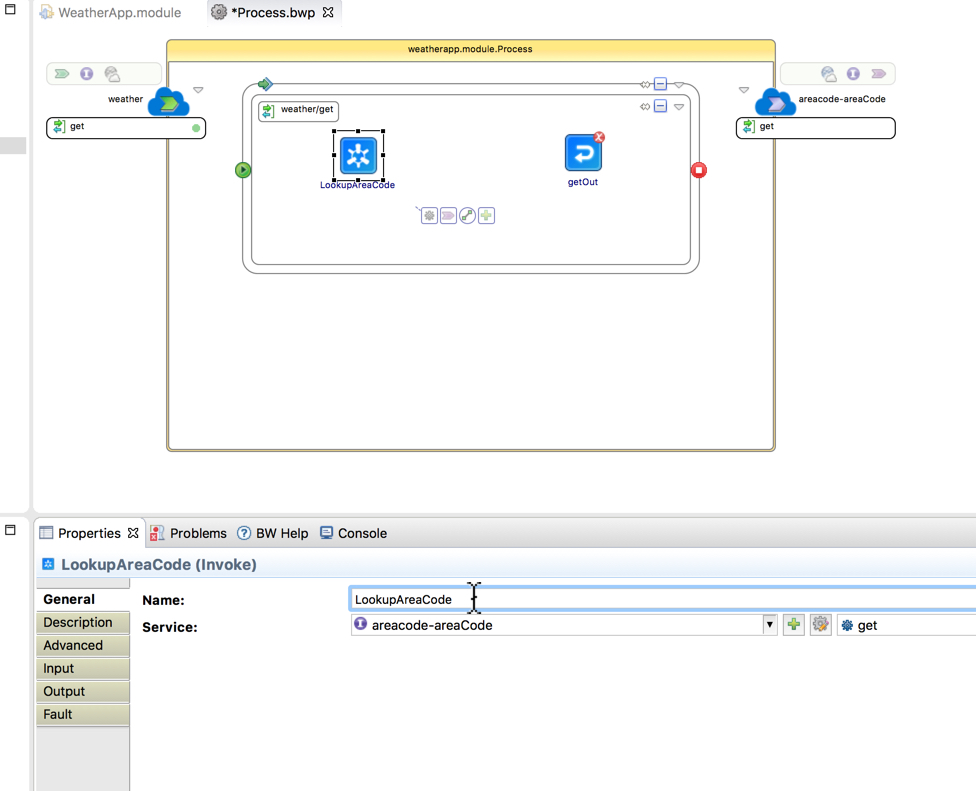 WeatherApp.module
*Process.bwp
weatherapp.module.Process
weather
get
weather/get
LookupAreaCode
getOut
areacode-areaCode
get
Properties
Problems
BW Help
Console
LookupAreaCode (Invoke)
General
Description
Advanced
Input
Output
Fault
Name:
LookupAreaCode
Service:
areacode-areaCode
get